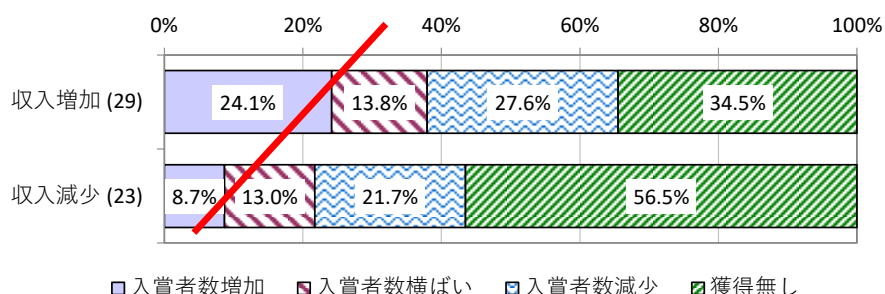 0% 20% 40% 60% 80% 100%
収入増加 (29) 24.1% 13.8% 27.6% 34.5%
収入減少 (23) 8.7% 13.0% 21.7% 56.5%
入賞者数増加 入賞者数横ばい 入賞者数減少 獲得無し